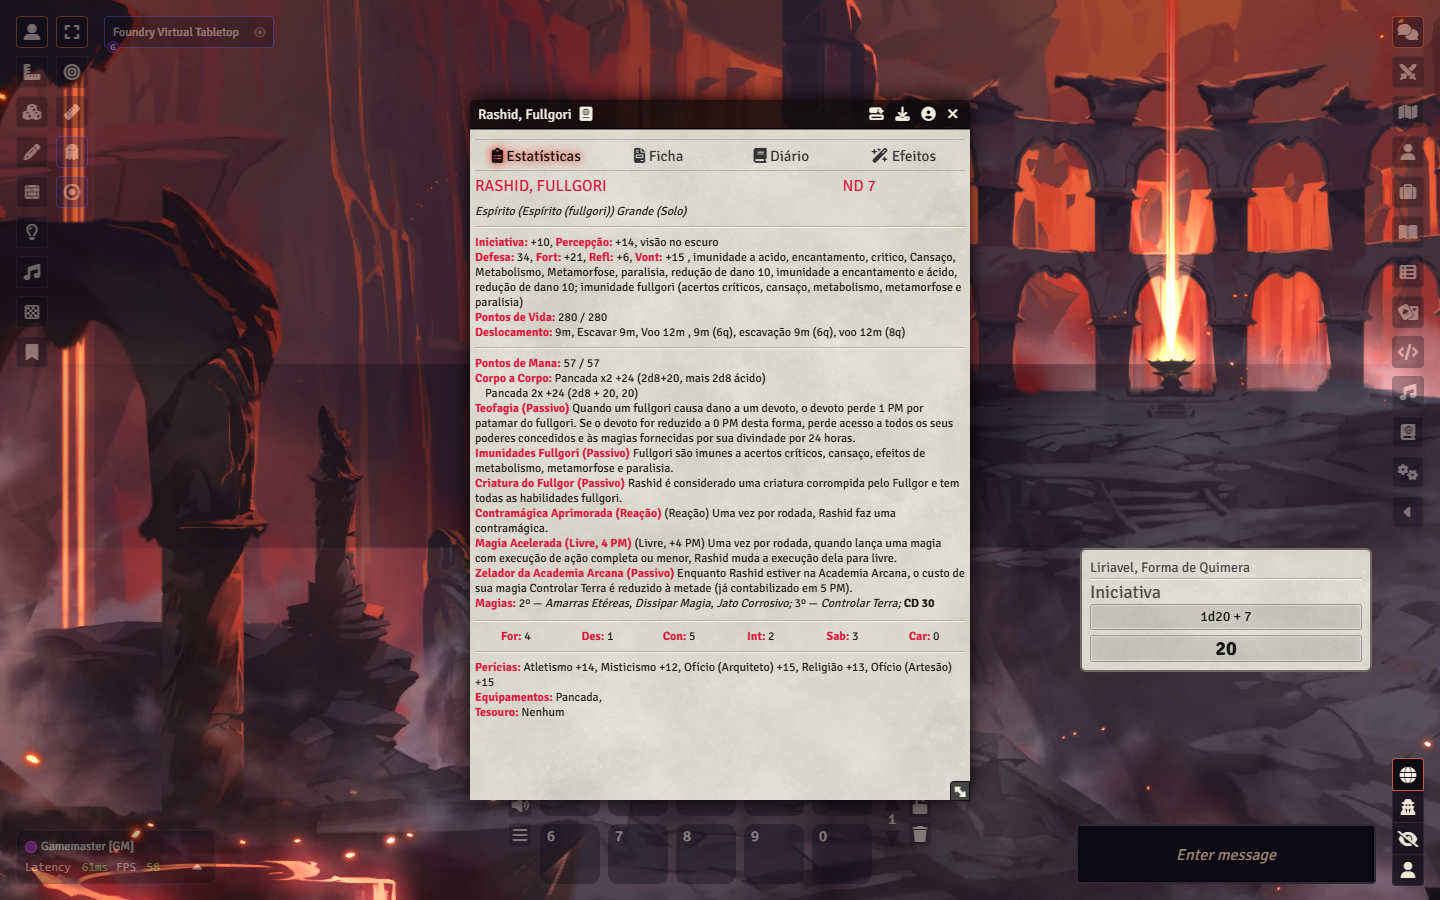 Foundry Virtual Tabletop
G
Rashid, Fullgori
Estatísticas
Ficha
Diário
Efeitos
RASHID, FULLGORI
ND 7
Espírito (Espírito (fullgori)) Grande (Solo)
Iniciativa: +10, Percepção: +14, visão no escuro
Defesa: 34, Fort: +21, Refl: +6, Vont: +15 , imunidade a acido, encantamento, critico, Cansaço,
Metabolismo, Metamorfose, paralisia, redução de dano 10, imunidade a encantamento e ácido,
redução de dano 10; imunidade fullgori (acertos críticos, cansaço, metabolismo, metamorfose e
paralisia)
Pontos de Vida: 280 / 280
Deslocamento: 9m, Escavar 9m, Voo 12m , 9m (6q), escavação 9m (6q), voo 12m (8q)
Pontos de Mana: 57 / 57
Corpo a Corpo: Pancada x2 +24 (2d8+20, mais 2d8 ácido)
Pancada 2x +24 (2d8 + 20, 20)
Teofagia (Passivo) Quando um fullgori causa dano a um devoto, o devoto perde 1 PM por
patamar do fullgori. Se o devoto for reduzido a 0 PM desta forma, perde acesso a todos os seus
poderes concedidos e às magias fornecidas por sua divindade por 24 horas.
Imunidades Fullgori (Passivo) Fullgori são imunes a acertos críticos, cansaço, efeitos de
metabolismo, metamorfose e paralisia.
Criatura do Fullgor (Passivo) Rashid é considerado uma criatura corrompida pelo Fullgor e tem
todas as habilidades fullgori.
Contramágica Aprimorada (Reação) (Reação) Uma vez por rodada, Rashid faz uma
contramágica.
Magia Acelerada (Livre, 4 PM) (Livre, +4 PM) Uma vez por rodada, quando lança uma magia
com execução de ação completa ou menor, Rashid muda a execução dela para livre.
Zelador da Academia Arcana (Passivo) Enquanto Rashid estiver na Academia Arcana, o custo de
sua magia Controlar Terra é reduzido à metade (já contabilizado em 5 PM).
Magias: 2º — Amarras Etéreas, Dissipar Magia, Jato Corrosivo; 3º — Controlar Terra; CD 30
For: 4
Des: 1
Con: 5
Int: 2
Sab: 3
Car: 0
Perícias: Atletismo +14, Misticismo +12, Ofício (Arquiteto) +15, Religião +13, Ofício (Artesão)
+15
Equipamentos: Pancada,
Tesouro: Nenhum
Liriavel, Forma de Quimera
Iniciativa
1d20 + 7
20
1
6
7
8
9
0
Gamemaster [GM]
Latency 61ms FPS 58
Enter message